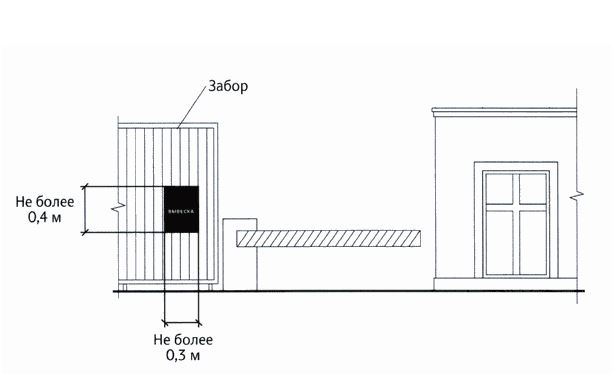 Забор
Не более
0,4 м
ВЫВЕСКА
Не более
0,3 м